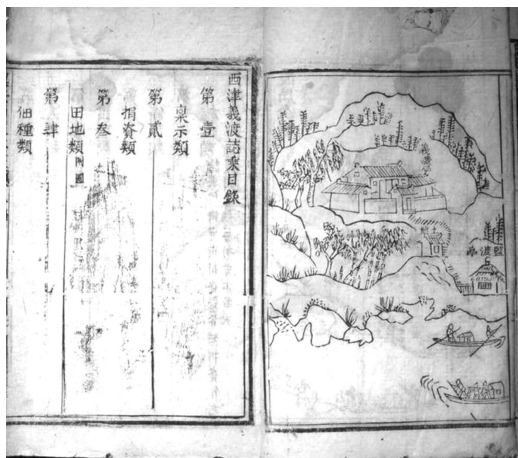 西津義渡誌乘目錄
第壹
稟示類
第貳
捐資類
第叁
田地類附圖
第肆
佃種類